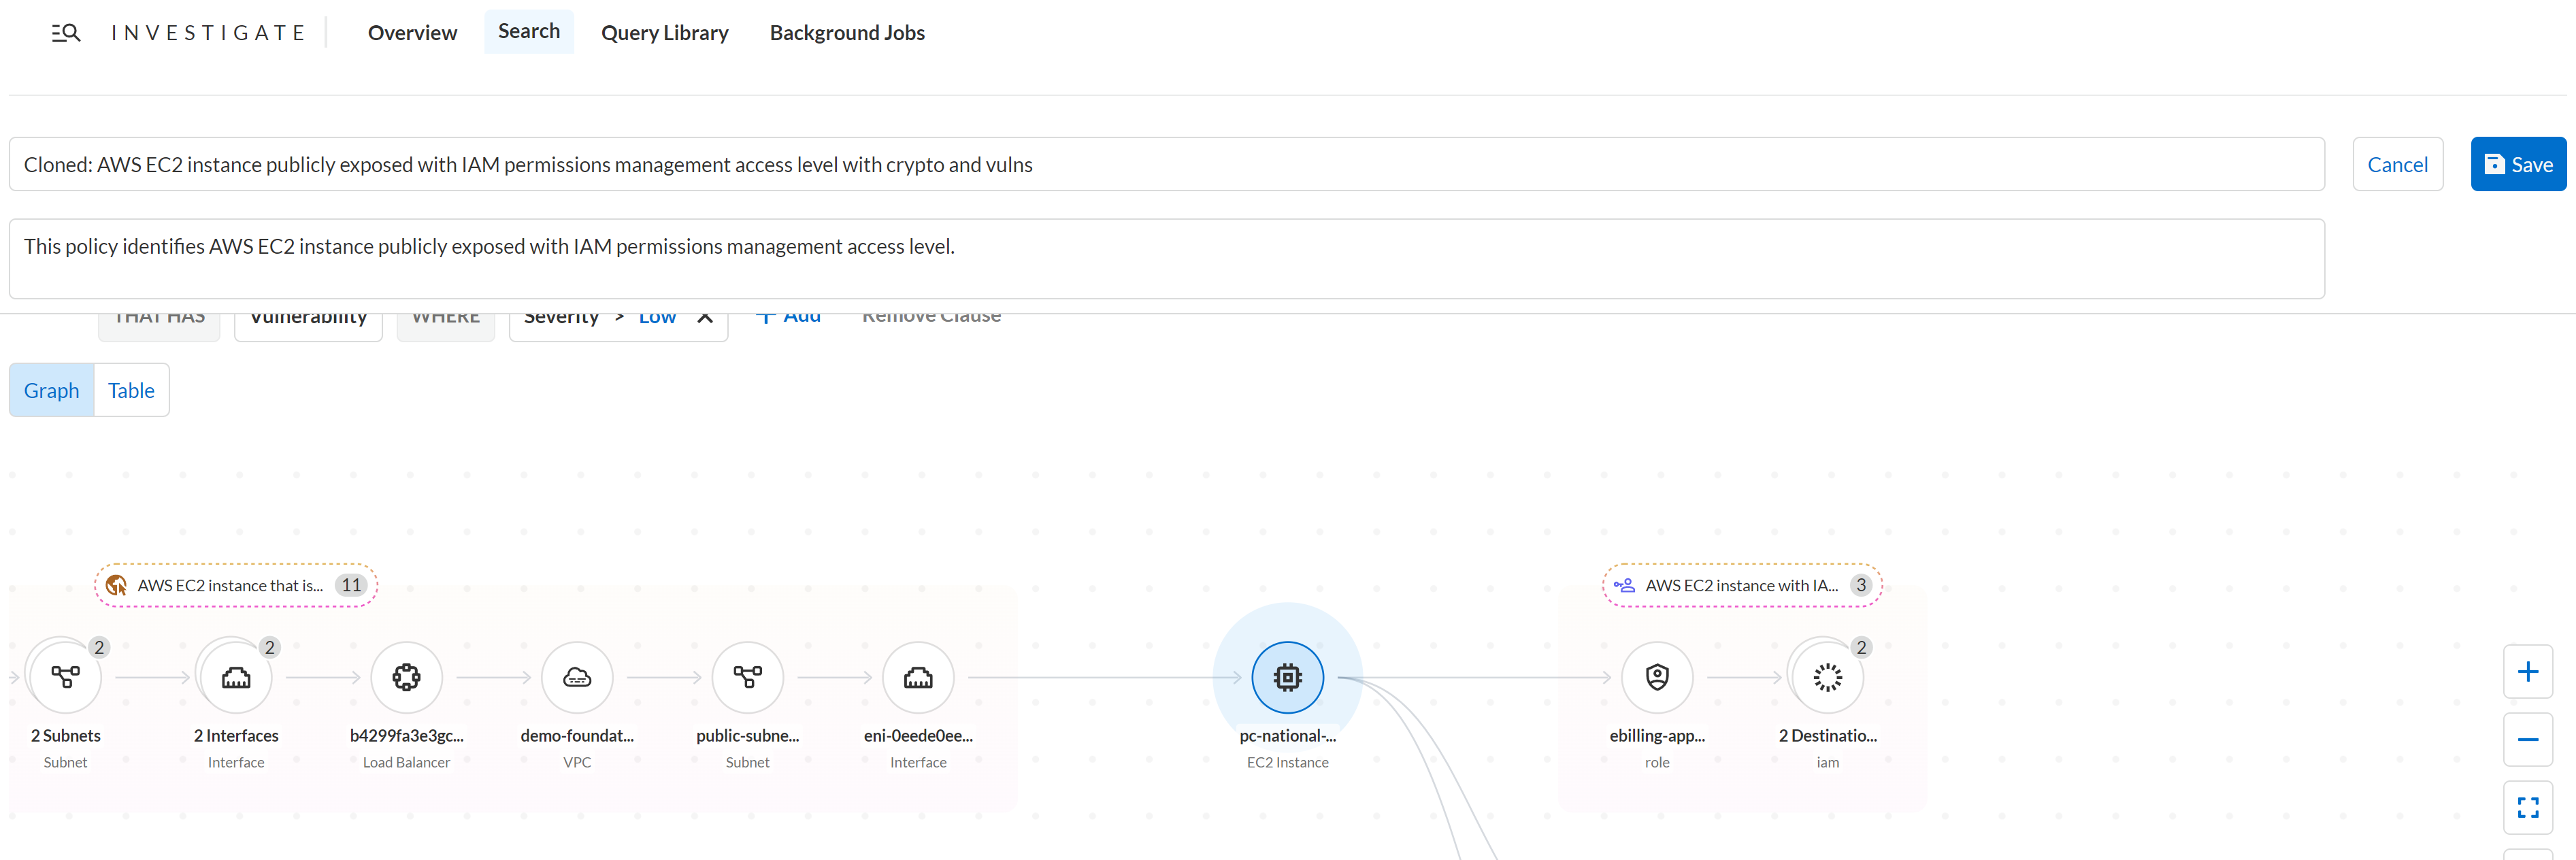 INVESTIGATE
Overview
Search
Query Library
Background Jobs
Cloned: AWS EC2 instance publicly exposed with IAM permissions management access level with crypto and vulns
Cancel
Save
This policy identifies AWS EC2 instance publicly exposed with IAM permissions management access level.
THAT HAS
Vulnerability
WHERE
Severity > Low
+ Add
Remove Clause
Graph
Table
AWS EC2 instance that is... 11
AWS EC2 instance with IA... 3
2
2
2
2 Subnets
Subnet
2 Interfaces
Interface
b4299fa3e3gc...
Load Balancer
demo-foundat...
VPC
public-subne...
Subnet
eni-0eede0ee...
Interface
pc-national-...
EC2 Instance
ebilling-app...
role
2 Destinatio...
iam